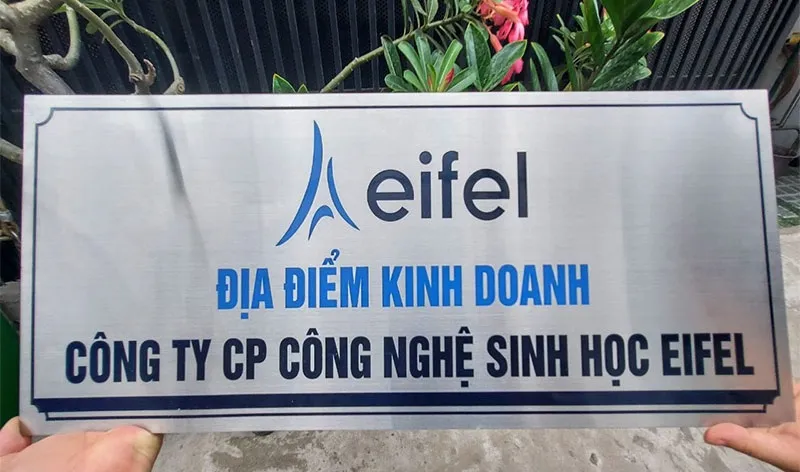 eifel
ĐỊA ĐIỂM KINH DOANH
CÔNG TY CP CÔNG NGHỆ SINH HỌC EIFEL